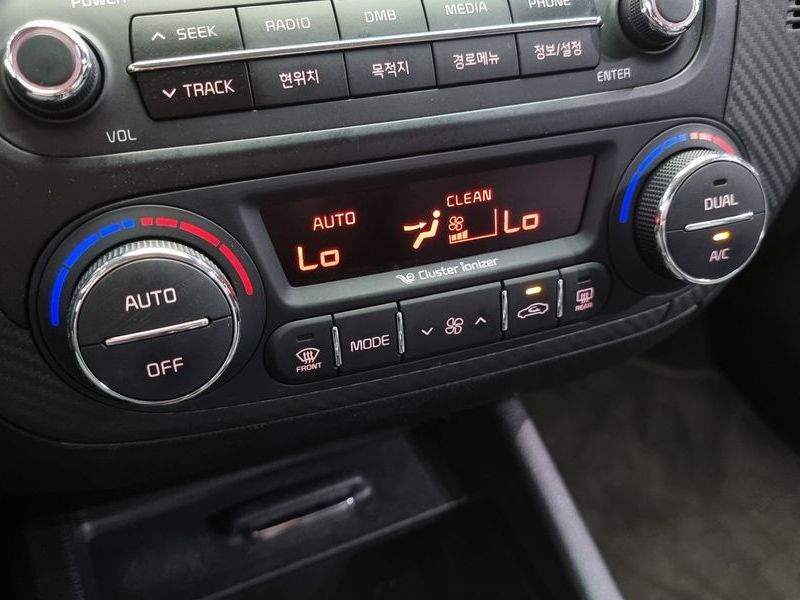 POWER
SEEK RADIO DMB MEDIA PHONE
TRACK 현위치 목적지 경로메뉴 정보/설정
VOL ENTER
CLEAN
AUTO
Lo Lo
Cluster ionizer
AUTO
OFF
FRONT MODE REAR
DUAL
A/C